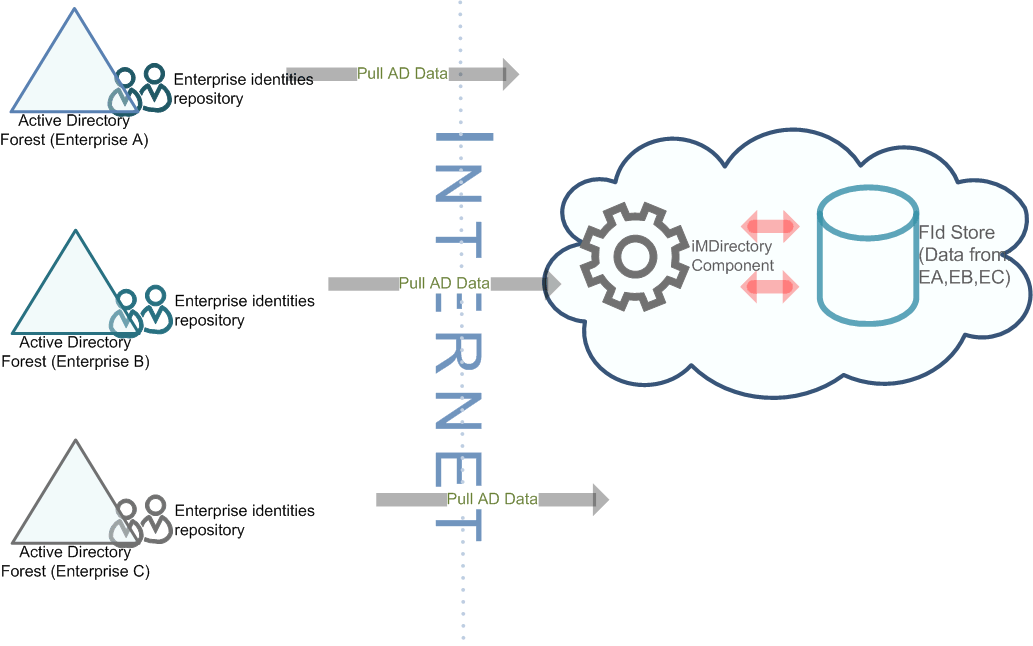 Enterprise identities
repository
Active Directory
Forest (Enterprise A)
Pull AD Data
INTERNET
Enterprise identities
repository
Active Directory
Forest (Enterprise B)
Pull AD Data
iMDirectory
Component
FId Store
(Data from
EA,EB,EC)
Enterprise identities
repository
Active Directory
Forest (Enterprise C)
Pull AD Data